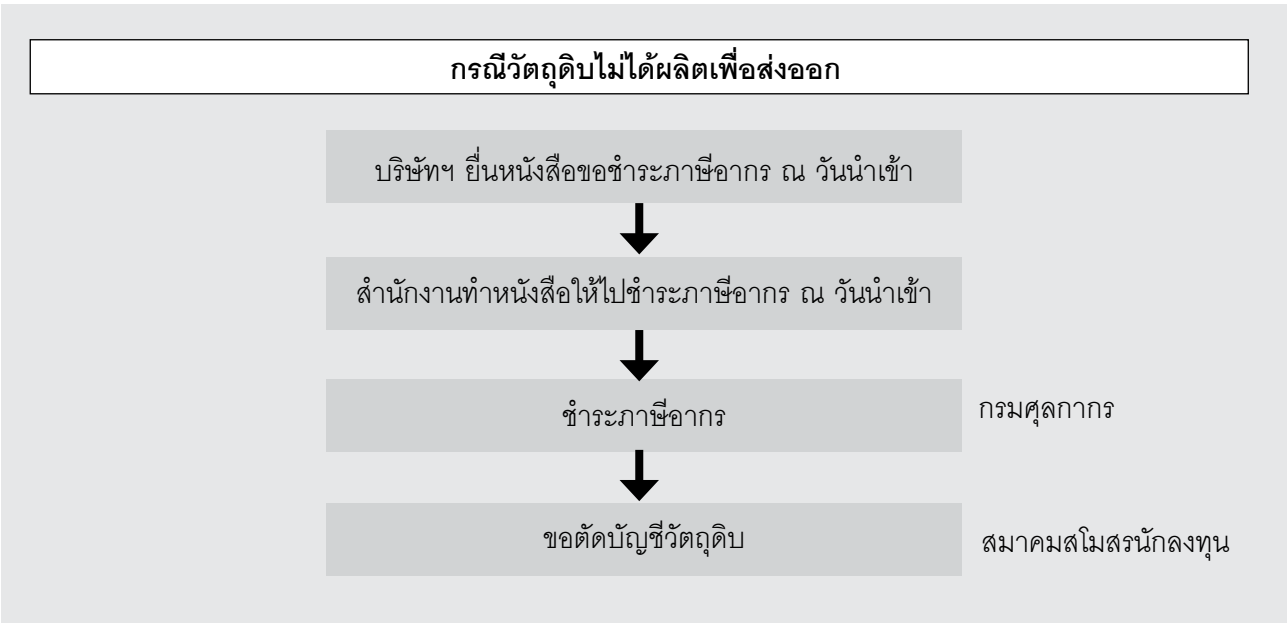 กรณีวัตถุดิบไม่ได้ผลิตเพื่อส่งออก
บริษัทฯ ยื่นหนังสือขอชำระภาษีอากร ณ วันนำเข้า
สำนักงานทำหนังสือให้ไปชำระภาษีอากร ณ วันนำเข้า
ชำระภาษีอากร
กรมศุลกากร
ขอตัดบัญชีวัตถุดิบ
สมาคมสโมสรนักลงทุน